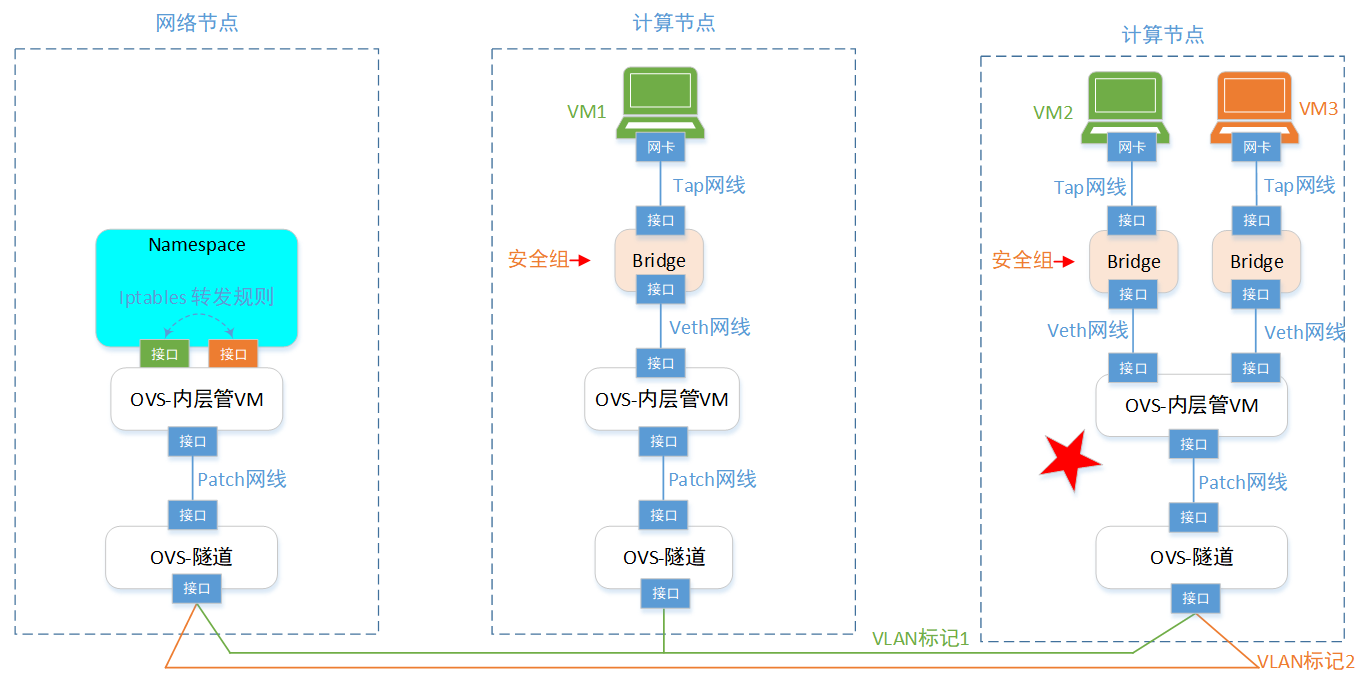 网络节点
Namespace
Iptables 转发规则
接口
接口
OVS-内层管VM
接口
Patch网线
接口
OVS-隧道
接口
计算节点
VM1
网卡
Tap网线
接口
安全组
Bridge
接口
Veth网线
接口
OVS-内层管VM
接口
Patch网线
接口
OVS-隧道
接口
计算节点
VM2
VM3
网卡
网卡
Tap网线
Tap网线
接口
接口
安全组
Bridge
Bridge
接口
接口
Veth网线
Veth网线
接口
接口
OVS-内层管VM
接口
Patch网线
接口
OVS-隧道
接口
VLAN标记1
VLAN标记2